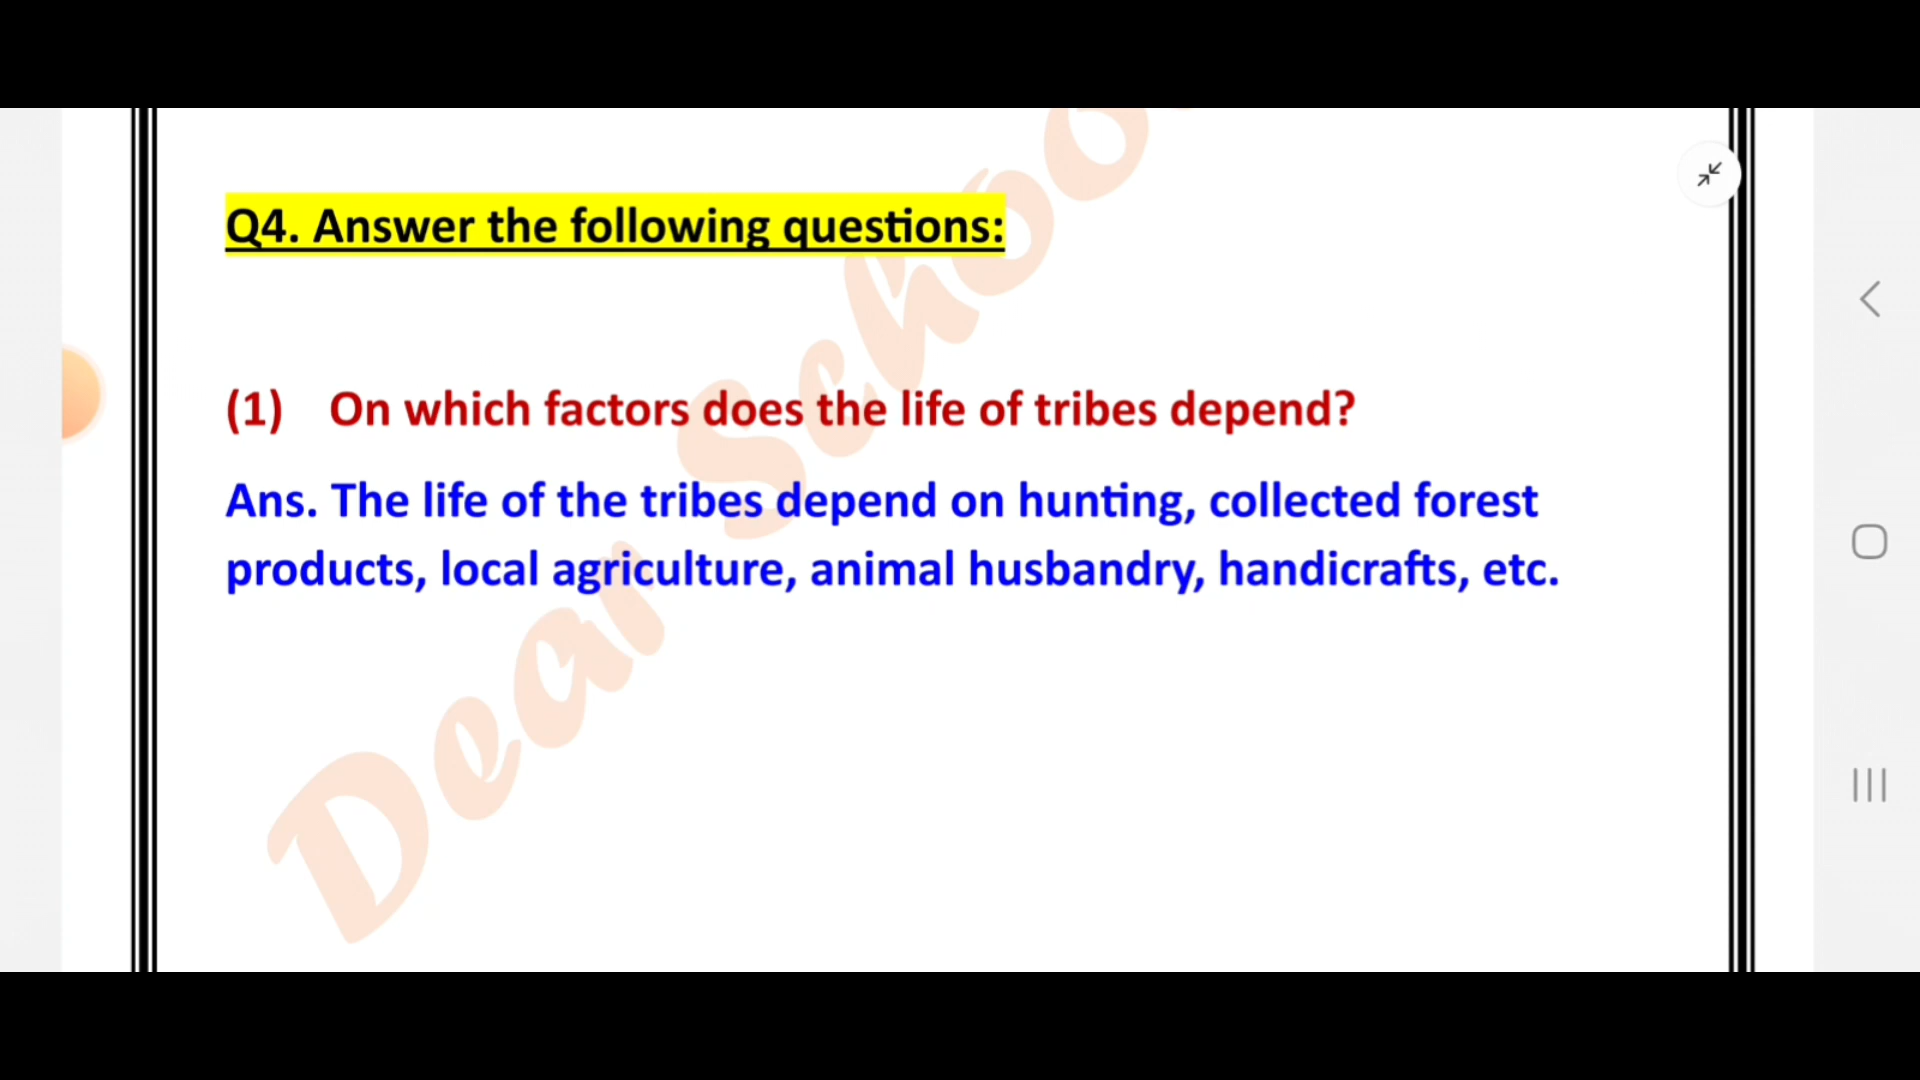 Q4. Answer the following questions:
(1) On which factors does the life of tribes depend?
Ans. The life of the tribes depend on hunting, collected forest
products, local agriculture, animal husbandry, handicrafts, etc.
Dear Schoo